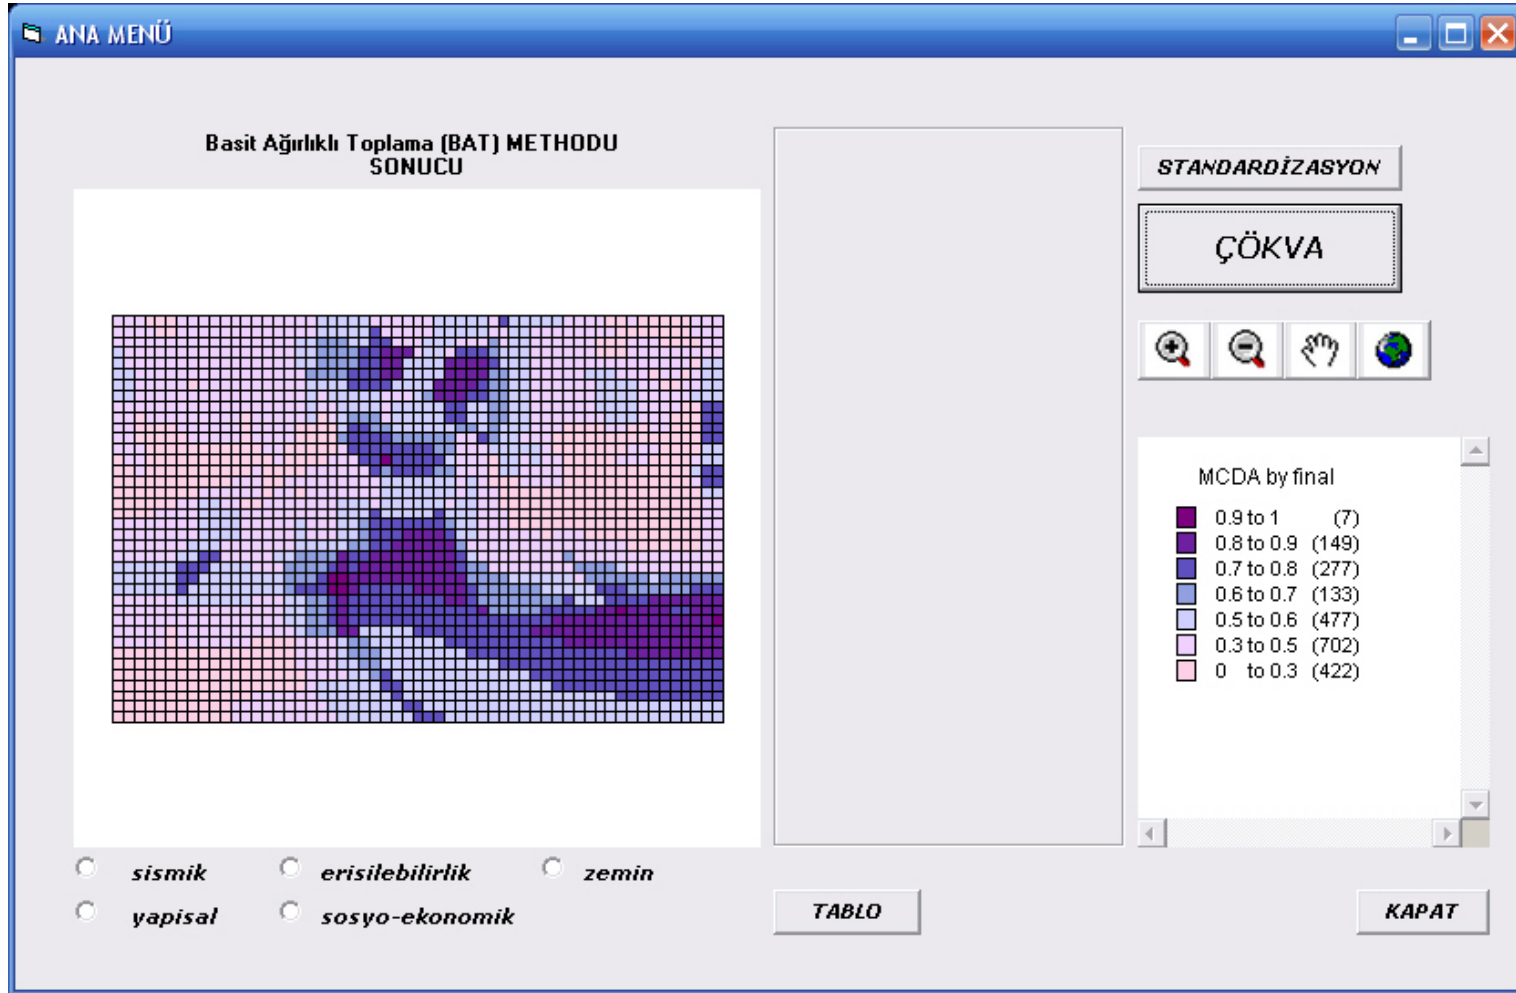 ANA MENÜ
Basit Ağırlıklı Toplama (BAT) METHODU
SONUCU
STANDARDİZASYON
ÇÖKVA
MCDA by final
0.9 to 1 (7)
0.8 to 0.9 (149)
0.7 to 0.8 (277)
0.6 to 0.7 (133)
0.5 to 0.6 (477)
0.3 to 0.5 (702)
0 to 0.3 (422)
sismik erisilebilirlik zemin
yapisal sosyo-ekonomik
TABLO
KAPAT